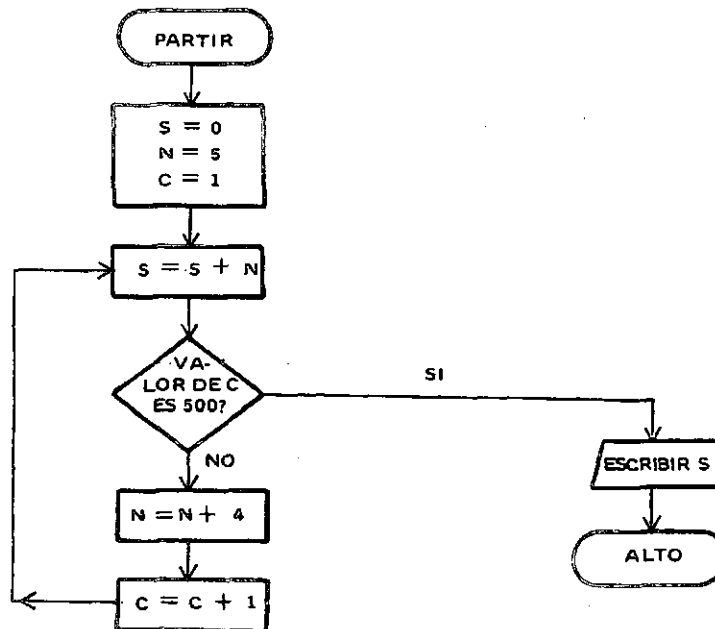 PARTIR
S = 0
N = 5
C = 1
S = S + N
VA-
LOR DE C
ES 500?
SI
NO
ESCRIBIR S
N = N + 4
ALTO
C = C + 1